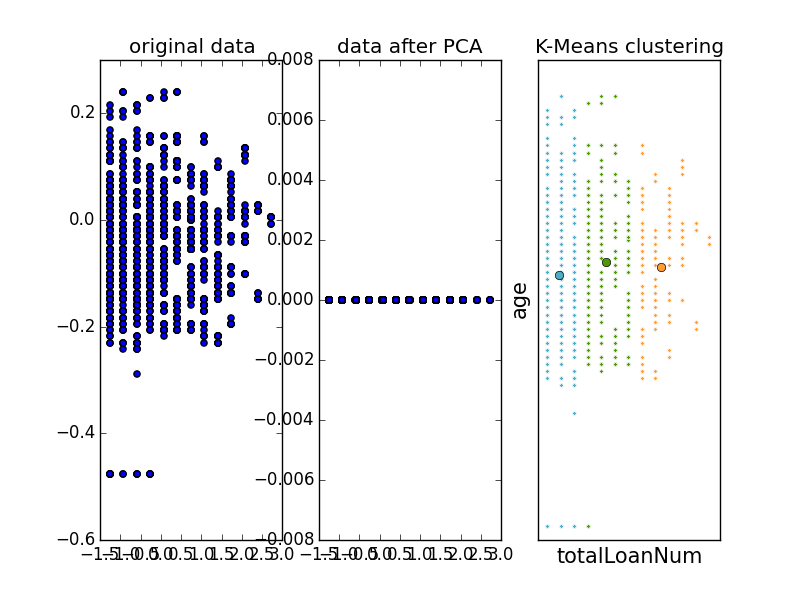 original data
data after PCA
K-Means clustering
0.2
0.0
−0.2
−0.4
−0.6
0.008
0.006
0.004
0.002
0.000
−0.002
−0.004
−0.006
−0.008
age
−1.5−1.0−0.5 0.0 0.5 1.0 1.5 2.0 2.5 3.0
−1.5−1.0−0.5 0.0 0.5 1.0 1.5 2.0 2.5 3.0
totalLoanNum